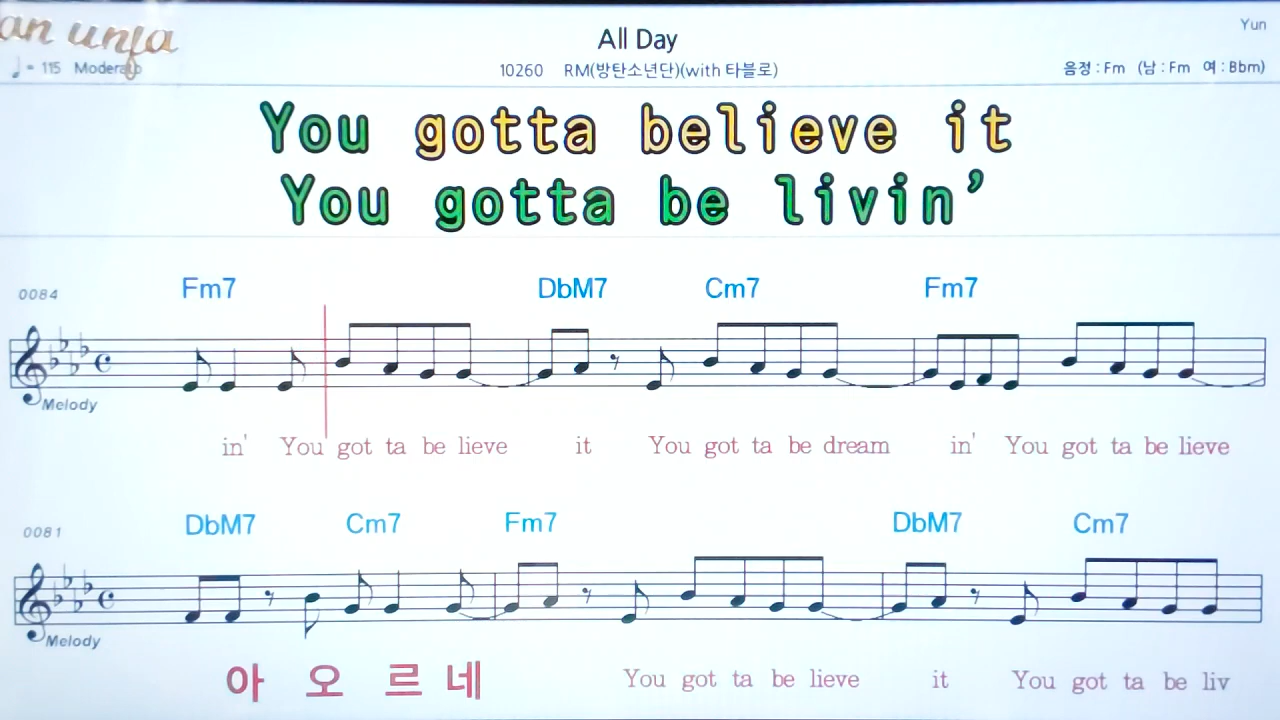 an unja
Yun
All Day
♩= 115 Moderato
10260 RM(방탄소년단)(with 타블로)
음정 : Fm (남 : Fm 여 : Bbm)
You gotta believe it
You gotta be livin'
Fm7 DbM7 Cm7 Fm7
0084
Melody
in' You got ta be lieve it You got ta be dream in' You got ta be lieve
DbM7 Cm7 Fm7 DbM7 Cm7
0081
Melody
아 오 르 네 You got ta be lieve it You got ta be liv